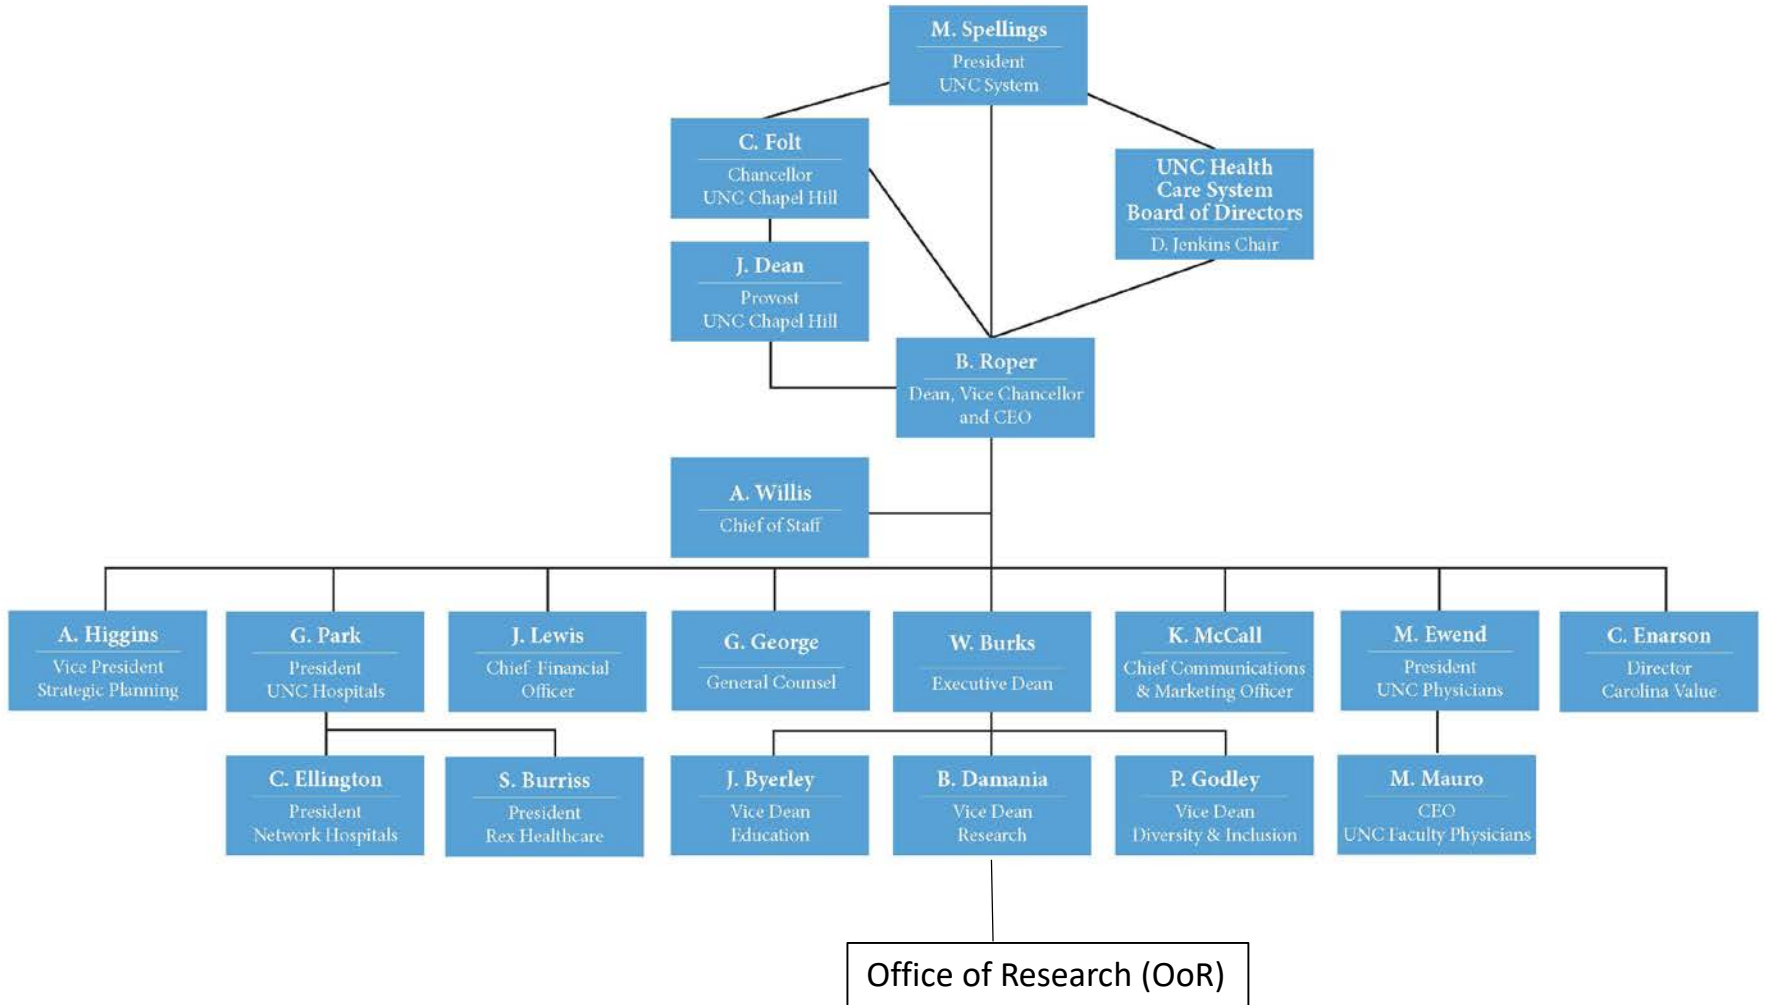 M. Spellings
President
UNC System
C. Folt
Chancellor
UNC Chapel Hill
UNC Health
Care System
Board of Directors
D. Jenkins Chair
J. Dean
Provost
UNC Chapel Hill
B. Roper
Dean, Vice Chancellor
and CEO
A. Willis
Chief of Staff
A. Higgins
Vice President
Strategic Planning
G. Park
President
UNC Hospitals
J. Lewis
Chief Financial
Officer
G. George
General Counsel
W. Burks
Executive Dean
K. McCall
Chief Communications
& Marketing Officer
M. Ewend
President
UNC Physicians
C. Enarson
Director
Carolina Value
C. Ellington
President
Network Hospitals
S. Burriss
President
Rex Healthcare
J. Byerley
Vice Dean
Education
B. Damania
Vice Dean
Research
P. Godley
Vice Dean
Diversity & Inclusion
M. Mauro
CEO
UNC Faculty Physicians
Office of Research (OoR)